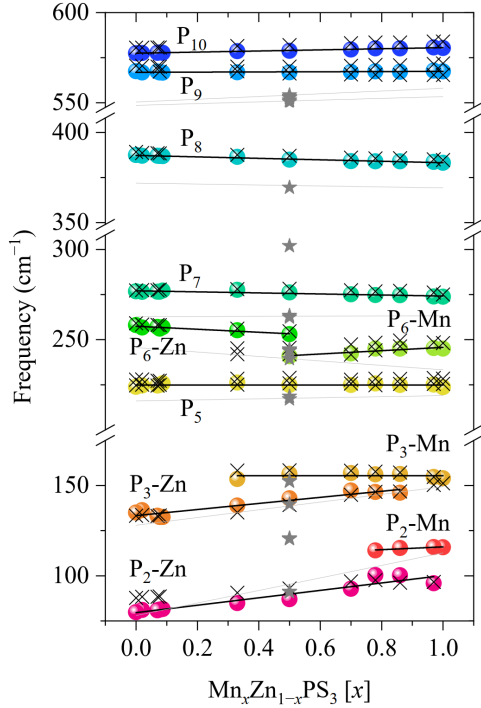 600
P10
P9
550
400
P8
350
300
P7
P6-Mn
250
P6-Zn
P5
P3-Mn
P3-Zn
150
P2-Mn
P2-Zn
100
0.0 0.2 0.4 0.6 0.8 1.0
MnxZn1−xPS3 [x]
Frequency (cm−1)